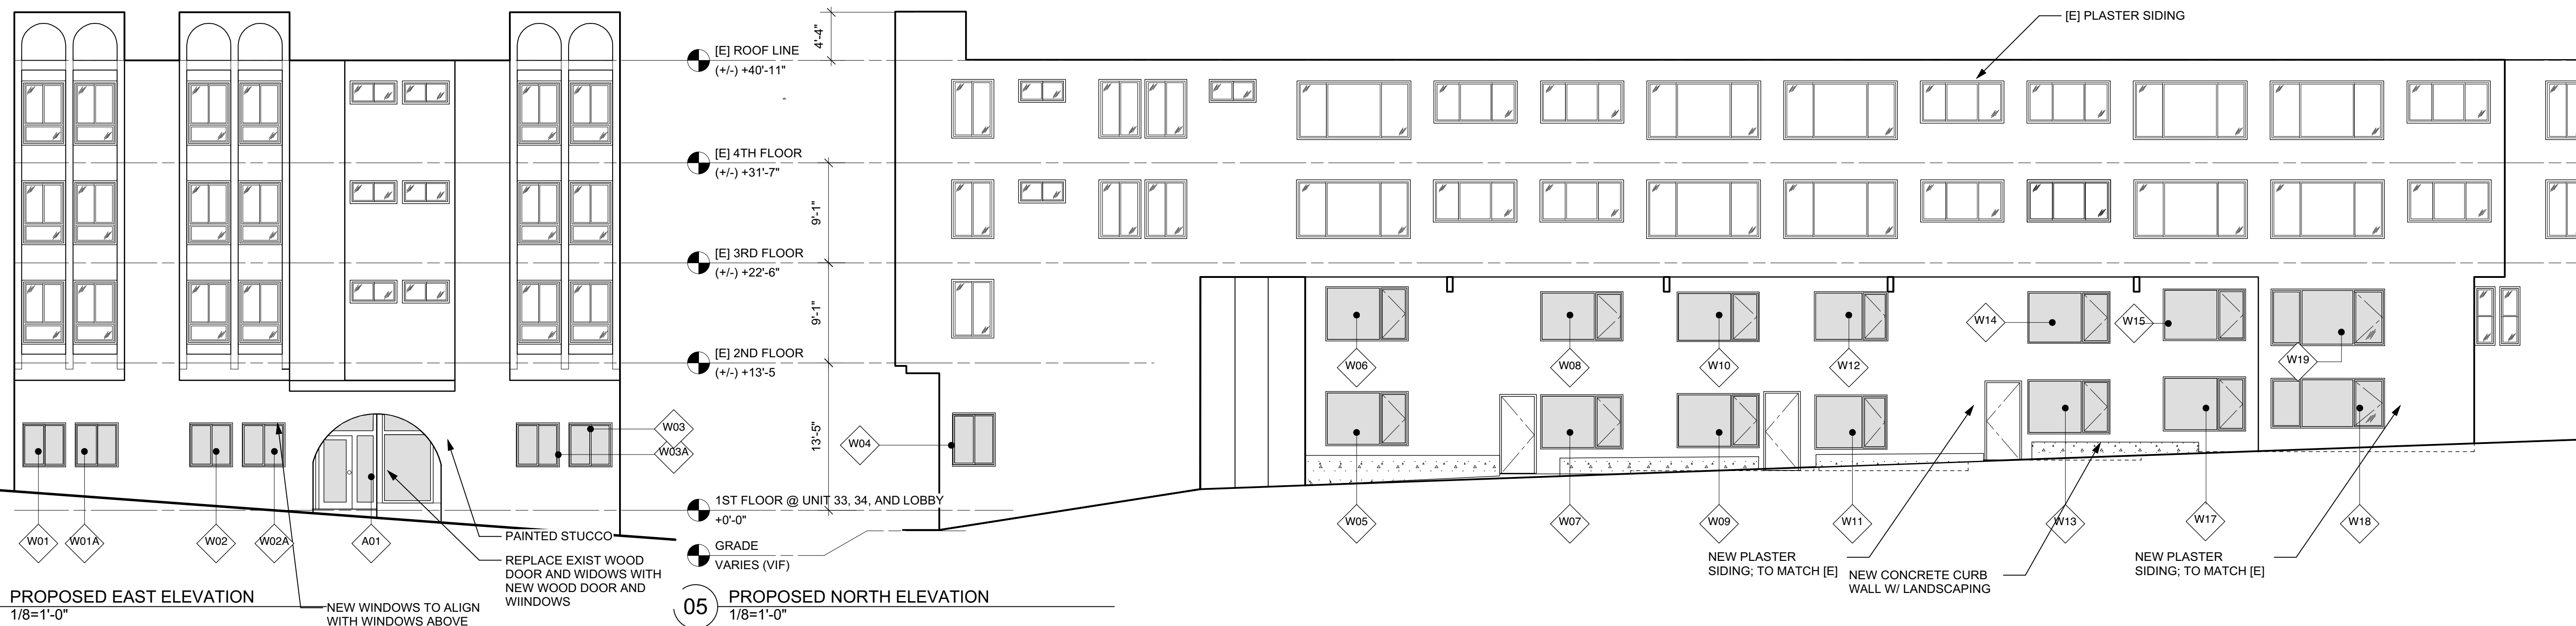 [E] PLASTER SIDING
4'-4"
[E] ROOF LINE
(+/-) +40'-11"
-
[E] 4TH FLOOR
(+/-) +31'-7"
9'-1"
[E] 3RD FLOOR
(+/-) +22'-6"
9'-1"
[E] 2ND FLOOR
(+/-) +13'-5
13'-5"
1ST FLOOR @ UNIT 33, 34, AND LOBBY
+0'-0"
GRADE
VARIES (VIF)
W03
W03A
W04
W01
W01A
W02
W02A
A01
PAINTED STUCCO
REPLACE EXIST WOOD
DOOR AND WIDOWS WITH
NEW WOOD DOOR AND
WIINDOWS
NEW WINDOWS TO ALIGN
WITH WINDOWS ABOVE
PROPOSED EAST ELEVATION
1/8=1'-0"
05
PROPOSED NORTH ELEVATION
1/8=1'-0"
W14
W15
W19
W06
W08
W10
W12
W05
W07
W09
W11
W13
W17
W18
NEW PLASTER
SIDING; TO MATCH [E]
NEW CONCRETE CURB
WALL W/ LANDSCAPING
NEW PLASTER
SIDING; TO MATCH [E]